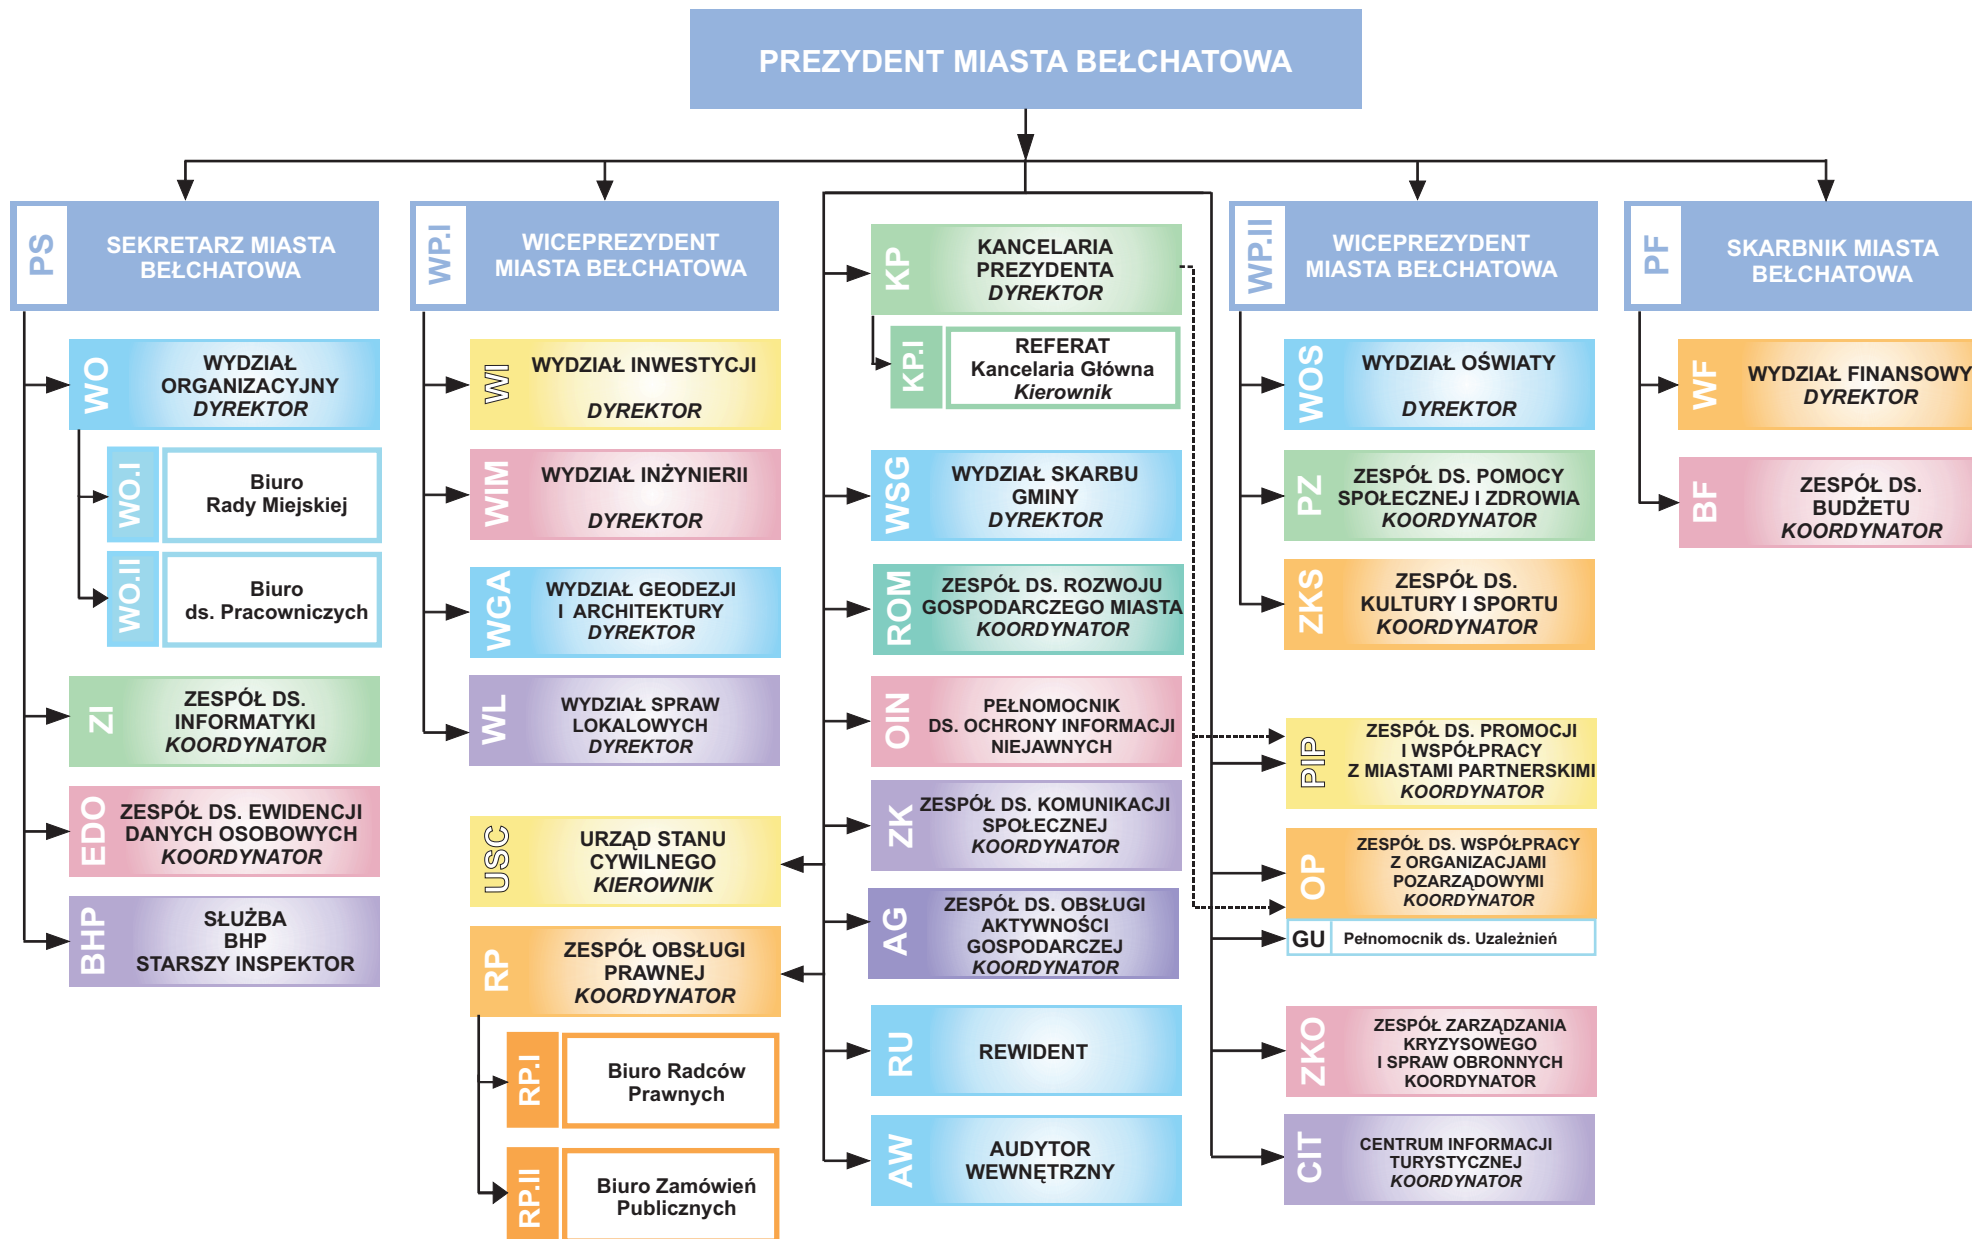 PREZYDENT MIASTA BEŁCHATOWA
PS
SEKRETARZ MIASTA
BEŁCHATOWA
WO
WYDZIAŁ
ORGANIZACYJNY
DYREKTOR
WO.I
Biuro
Rady Miejskiej
WO.II
Biuro
ds. Pracowniczych
ZI
ZESPÓŁ DS.
INFORMATYKI
KOORDYNATOR
EDO
ZESPÓŁ DS. EWIDENCJI
DANYCH OSOBOWYCH
KOORDYNATOR
BHP
SŁUŻBA
BHP
STARSZY INSPEKTOR
WP.I
WICEPREZYDENT
MIASTA BEŁCHATOWA
WI
WYDZIAŁ INWESTYCJI
DYREKTOR
WIM
WYDZIAŁ INŻYNIERII
DYREKTOR
WGA
WYDZIAŁ GEODEZJI
I ARCHITEKTURY
DYREKTOR
WL
WYDZIAŁ SPRAW
LOKALOWYCH
DYREKTOR
USC
URZĄD STANU
CYWILNEGO
KIEROWNIK
RP
ZESPÓŁ OBSŁUGI
PRAWNEJ
KOORDYNATOR
RP.I
Biuro Radców
Prawnych
RP.II
Biuro Zamówień
Publicznych
KP
KANCELARIA
PREZYDENTA
DYREKTOR
KP.I
REFERAT
Kancelaria Główna
Kierownik
WSG
WYDZIAŁ SKARBU
GMINY
DYREKTOR
ROM
ZESPÓŁ DS. ROZWOJU
GOSPODARCZEGO MIASTA
KOORDYNATOR
OIN
PEŁNOMOCNIK
DS. OCHRONY INFORMACJI
NIEJAWNYCH
ZK
ZESPÓŁ DS. KOMUNIKACJI
SPOŁECZNEJ
KOORDYNATOR
AG
ZESPÓŁ DS. OBSŁUGI
AKTYWNOŚCI
GOSPODARCZEJ
KOORDYNATOR
RU
REWIDENT
AW
AUDYTOR
WEWNĘTRZNY
WP.II
WICEPREZYDENT
MIASTA BEŁCHATOWA
WOS
WYDZIAŁ OŚWIATY
DYREKTOR
PZ
ZESPÓŁ DS. POMOCY
SPOŁECZNEJ I ZDROWIA
KOORDYNATOR
ZKS
ZESPÓŁ DS.
KULTURY I SPORTU
KOORDYNATOR
PIP
ZESPÓŁ DS. PROMOCJI
I WSPÓŁPRACY
Z MIASTAMI PARTNERSKIMI
KOORDYNATOR
OP
ZESPÓŁ DS. WSPÓŁPRACY
Z ORGANIZACJAMI
POZARZĄDOWYMI
KOORDYNATOR
GU
Pełnomocnik ds. Uzależnień
ZKO
ZESPÓŁ ZARZĄDZANIA
KRYZYSOWEGO
I SPRAW OBRONNYCH
KOORDYNATOR
CIT
CENTRUM INFORMACJI
TURYSTYCZNEJ
KOORDYNATOR
PF
SKARBNIK MIASTA
BEŁCHATOWA
WF
WYDZIAŁ FINANSOWY
DYREKTOR
BF
ZESPÓŁ DS.
BUDŻETU
KOORDYNATOR